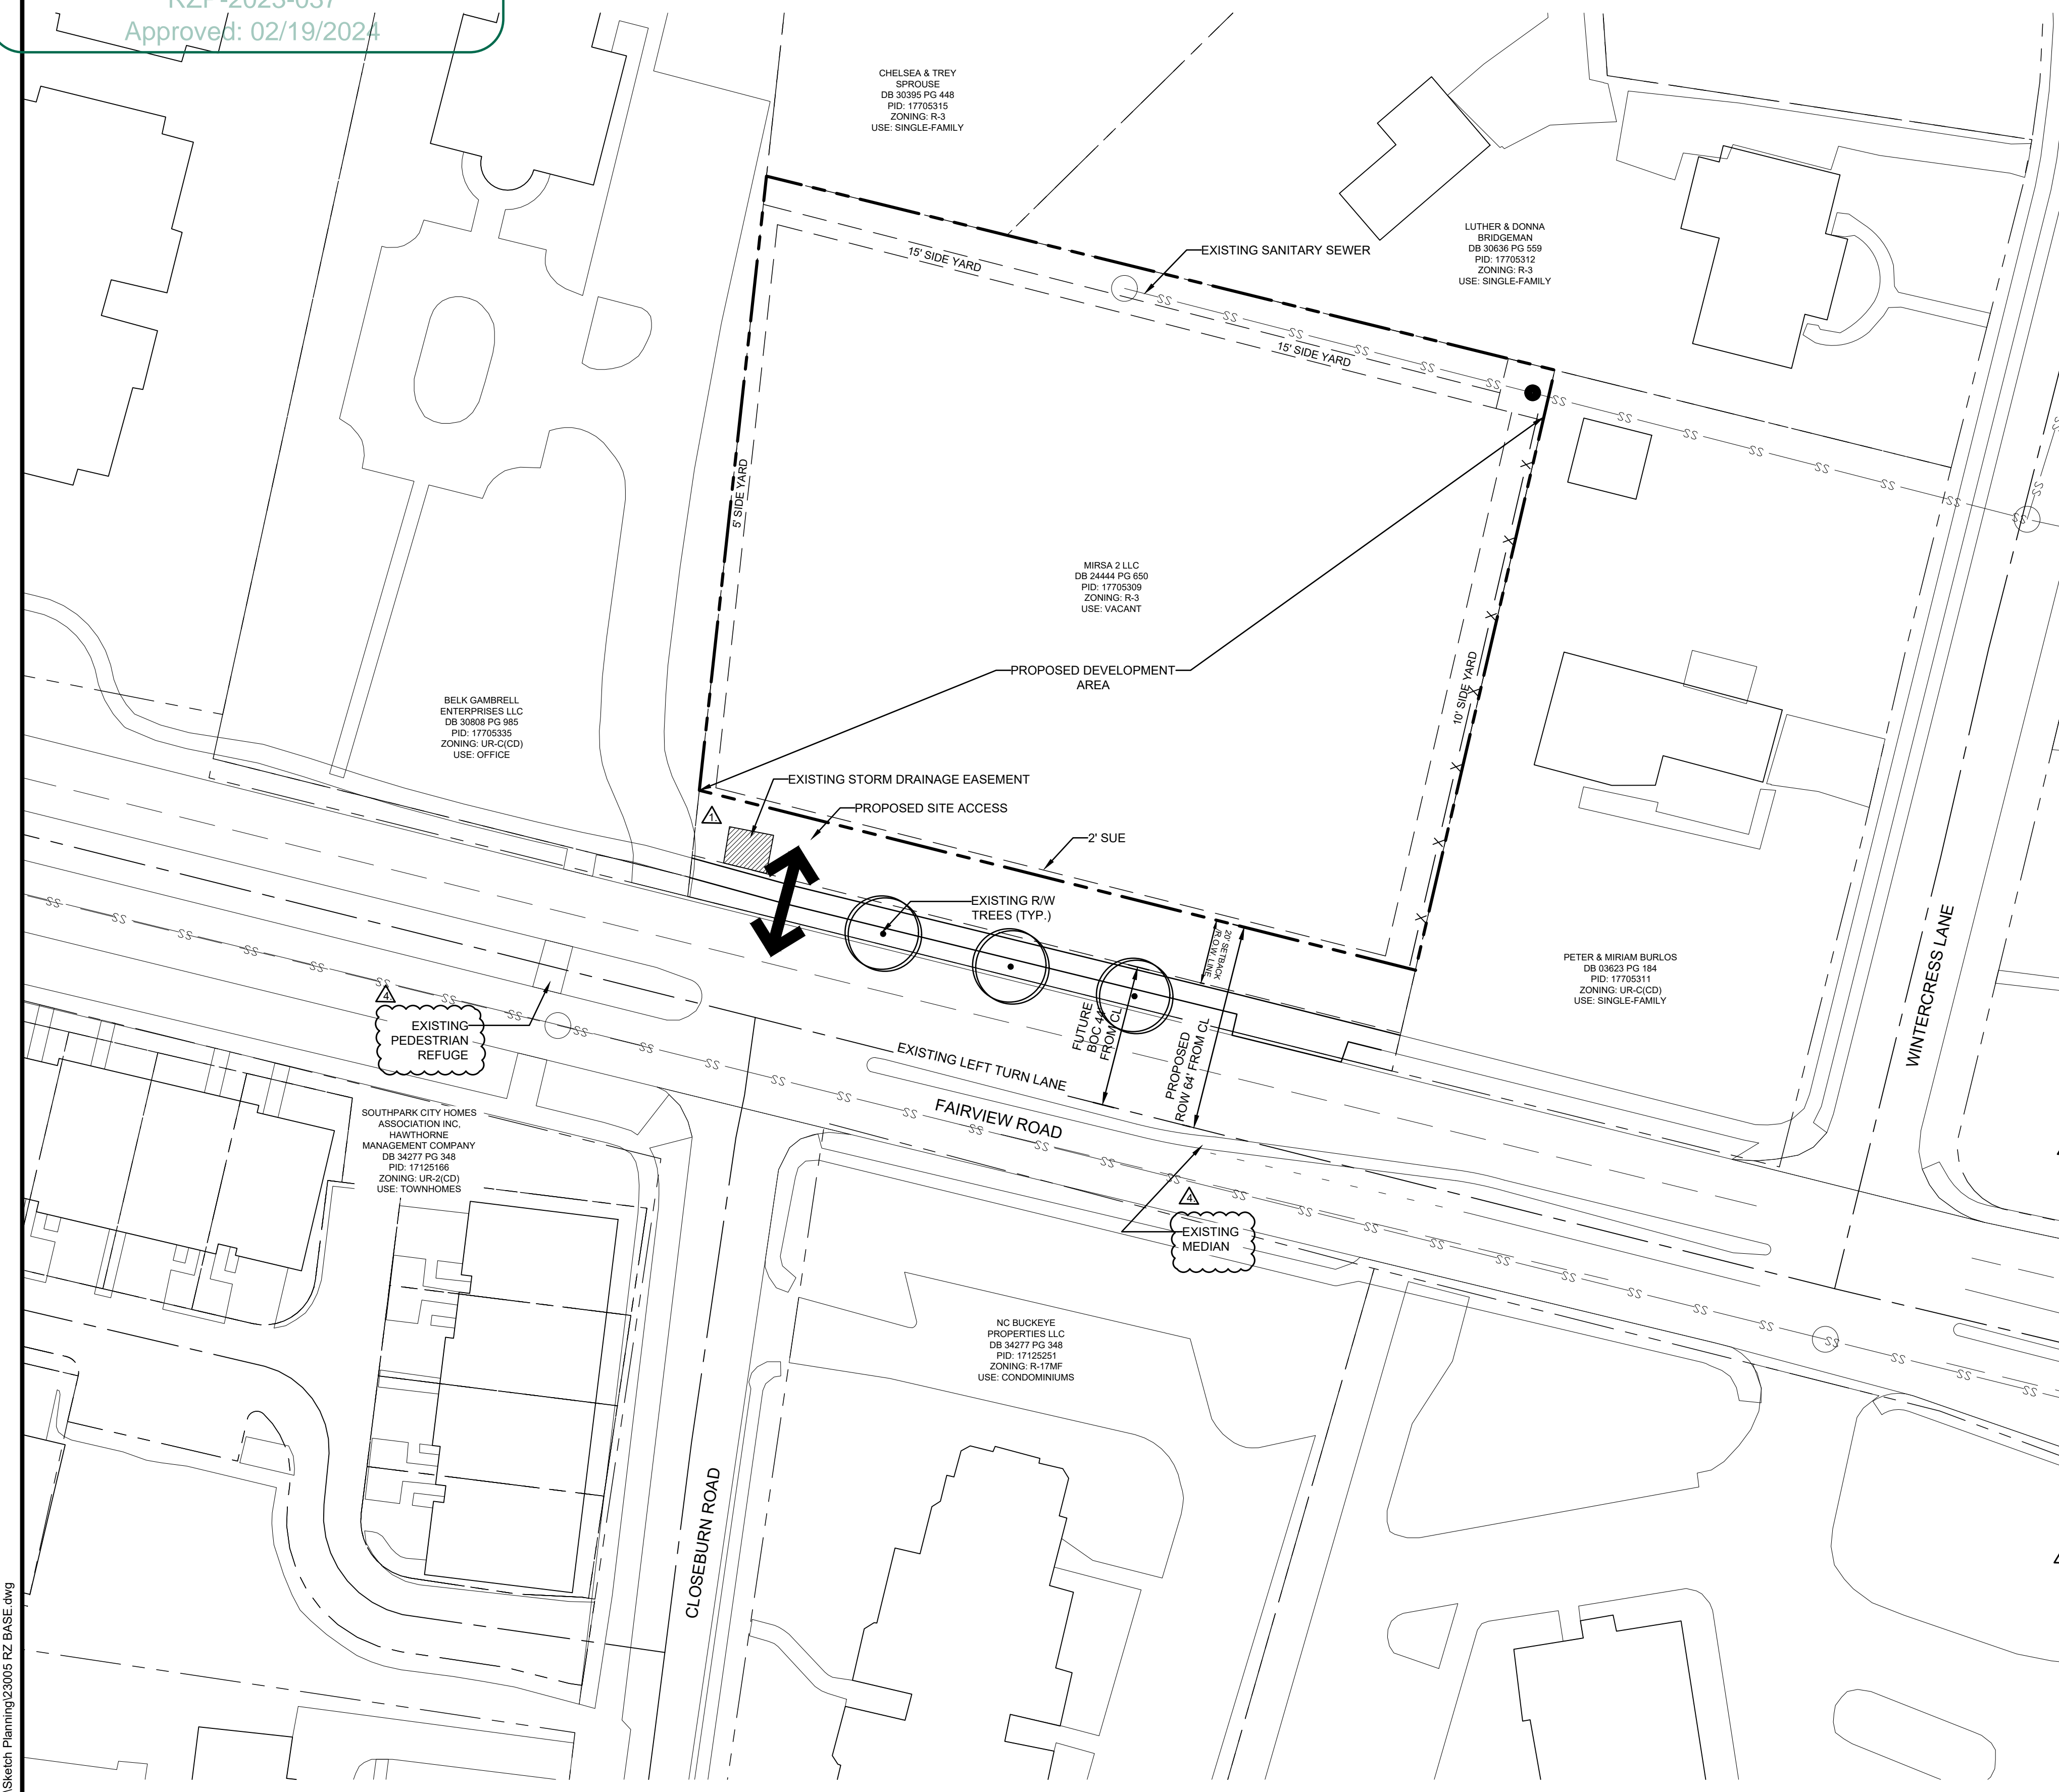 RZP-2023-037
Approved: 02/19/2024
CHELSEA & TREY
SPROUSE
DB 30395 PG 448
PID: 17705315
ZONING: R-3
USE: SINGLE-FAMILY
LUTHER & DONNA
BRIDGEMAN
DB 30636 PG 559
PID: 17705312
ZONING: R-3
USE: SINGLE-FAMILY
EXISTING SANITARY SEWER
15' SIDE YARD
15' SIDE YARD
5' SIDE YARD
10' SIDE YARD
MIRSA 2 LLC
DB 24444 PG 650
PID: 17705309
ZONING: R-3
USE: VACANT
PROPOSED DEVELOPMENT
AREA
BELK GAMBRELL
ENTERPRISES LLC
DB 30808 PG 985
PID: 17705335
ZONING: UR-C(CD)
USE: OFFICE
EXISTING STORM DRAINAGE EASEMENT
PROPOSED SITE ACCESS
1.
2' SUE
EXISTING R/W
TREES (TYP.)
20' SETBACK
/R.O.W. LINE
FUTURE
BOC 44'
FROM CL
PROPOSED
ROW 64' FROM CL
PETER & MIRIAM BURLOS
DB 03623 PG 184
PID: 17705311
ZONING: UR-C(CD)
USE: SINGLE-FAMILY
WINTERCRESS LANE
4.
EXISTING
PEDESTRIAN
REFUGE
EXISTING LEFT TURN LANE
FAIRVIEW ROAD
SOUTHPARK CITY HOMES
ASSOCIATION INC,
HAWTHORNE
MANAGEMENT COMPANY
DB 34277 PG 348
PID: 17125166
ZONING: UR-2(CD)
USE: TOWNHOMES
4.
EXISTING
MEDIAN
NC BUCKEYE
PROPERTIES LLC
DB 34277 PG 348
PID: 17125251
ZONING: R-17MF
USE: CONDOMINIUMS
CLOSEBURN ROAD
\Sketch Planning\23005 RZ BASE.dwg